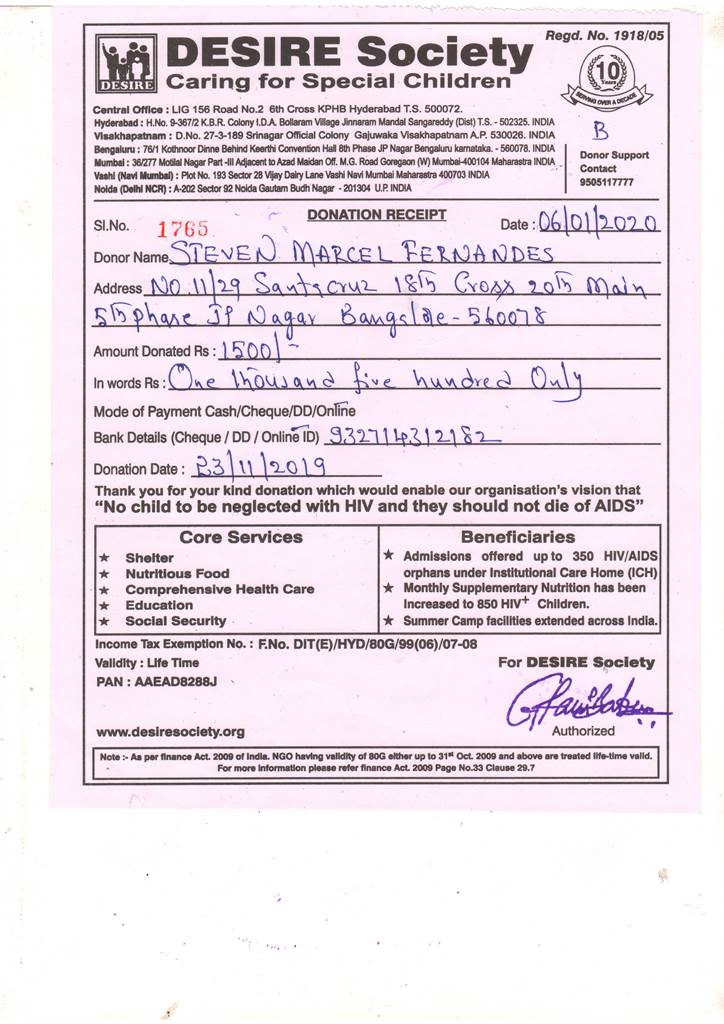 Regd. No. 1918/05
DESIRE
DESIRE Society
Caring for Special Children
10
Years
SERVING OVER A DECADE
Central Office : LIG 156 Road No.2 6th Cross KPHB Hyderabad T.S. 500072.
Hyderabad : H.No. 9-367/2 K.B.R. Colony I.D.A. Bollaram Village Jinnaram Mandal Sangareddy (Dist) T.S. - 502325. INDIA
Visakhapatnam : D.No. 27-3-189 Srinagar Official Colony Gajuwaka Visakhapatnam A.P. 530026. INDIA
Bengaluru : 76/1 Kothnoor Dinne Behind Keerthi Convention Hall 8th Phase JP Nagar Bengaluru karnataka. - 560078. INDIA
Mumbai : 36/277 Motilal Nagar Part -III Adjacent to Azad Maidan Off. M.G. Road Goregaon (W) Mumbai-400104 Maharastra INDIA
Vashi (Navi Mumbai) : Plot No. 193 Sector 28 Vijay Dairy Lane Vashi Navi Mumbai Maharastra 400703 INDIA
Noida (Delhi NCR) : A-202 Sector 92 Noida Gautam Budh Nagar - 201304 U.P. INDIA
B
Donor Support
Contact
9505117777
DONATION RECEIPT
Sl.No. 1765
Date : 06/01/2020
Donor Name STEVEN MARCEL FERNANDES
Address NO.11/29 Santacruz 18th Cross 20th Main
5th phase JP Nagar Bangalore - 560078
Amount Donated Rs : 1500/-
In words Rs : One thousand five hundred Only
Mode of Payment Cash/Cheque/DD/Online
Bank Details (Cheque / DD / Online ID) 932714312182
Donation Date : 23/11/2019
Thank you for your kind donation which would enable our organisation's vision that
"No child to be neglected with HIV and they should not die of AIDS"
Core Services
★ Shelter
★ Nutritious Food
★ Comprehensive Health Care
★ Education
★ Social Security
Beneficiaries
★ Admissions offered up to 350 HIV/AIDS
orphans under Institutional Care Home (ICH)
★ Monthly Supplementary Nutrition has been
Increased to 850 HIV+ Children.
★ Summer Camp facilities extended across India.
Income Tax Exemption No. : F.No. DIT(E)/HYD/80G/99(06)/07-08
Validity : Life Time
For DESIRE Society
PAN : AAEAD8288J
www.desiresociety.org
Authorized
Note :- As per finance Act. 2009 of India. NGO having validity of 80G either up to 31st Oct. 2009 and above are treated life-time valid.
For more information please refer finance Act. 2009 Page No.33 Clause 29.7